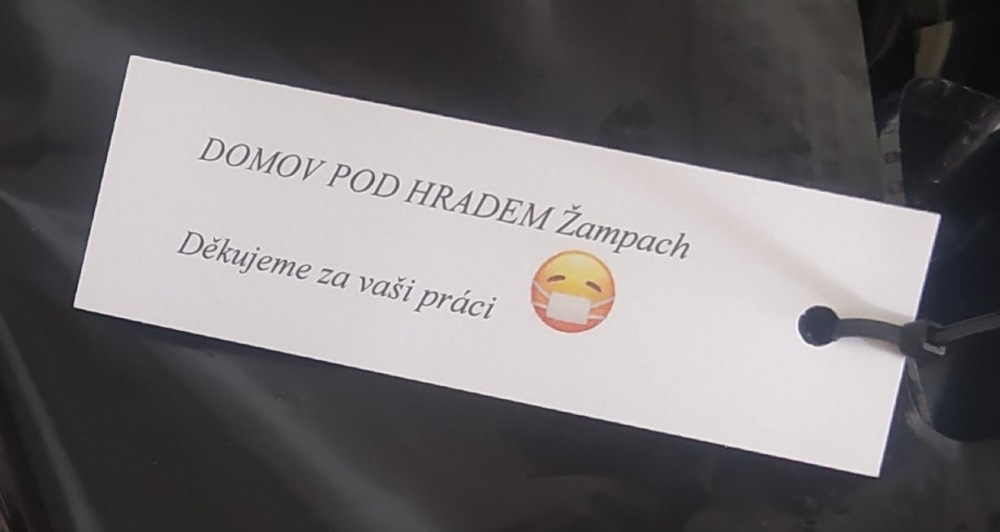 DOMOV POD HRADEM Žampach
Děkujeme za vaši práci